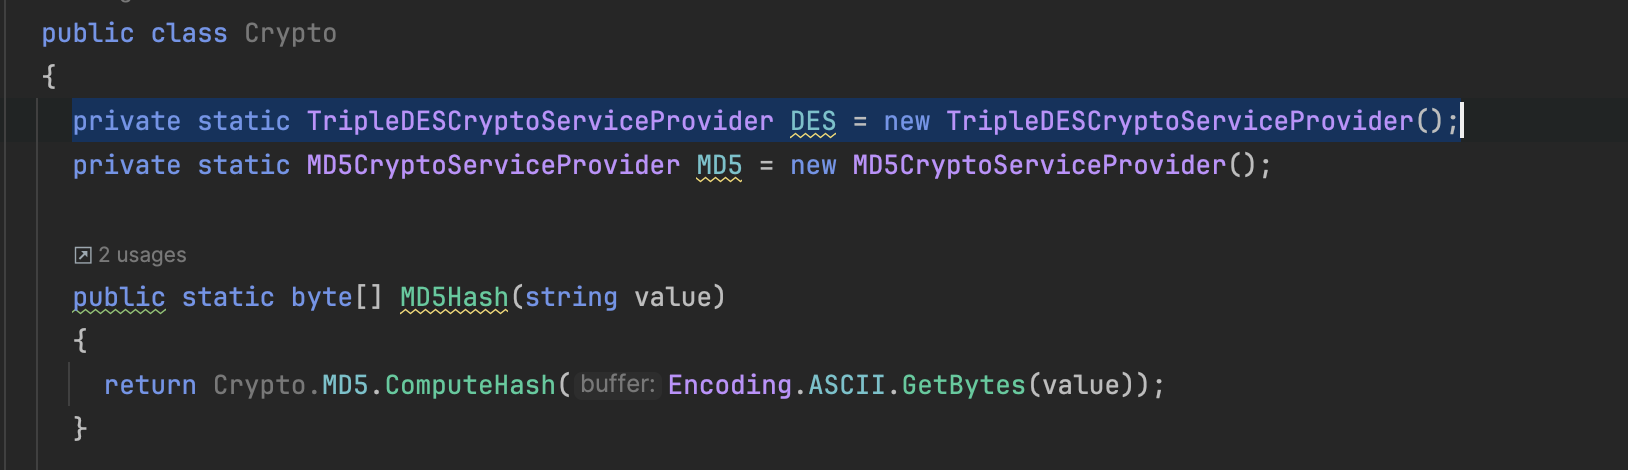 public class Crypto
{
private static TripleDESCryptoServiceProvider DES = new TripleDESCryptoServiceProvider();
private static MD5CryptoServiceProvider MD5 = new MD5CryptoServiceProvider();
2 usages
public static byte[] MD5Hash(string value)
{
return Crypto.MD5.ComputeHash( buffer: Encoding.ASCII.GetBytes(value));
}